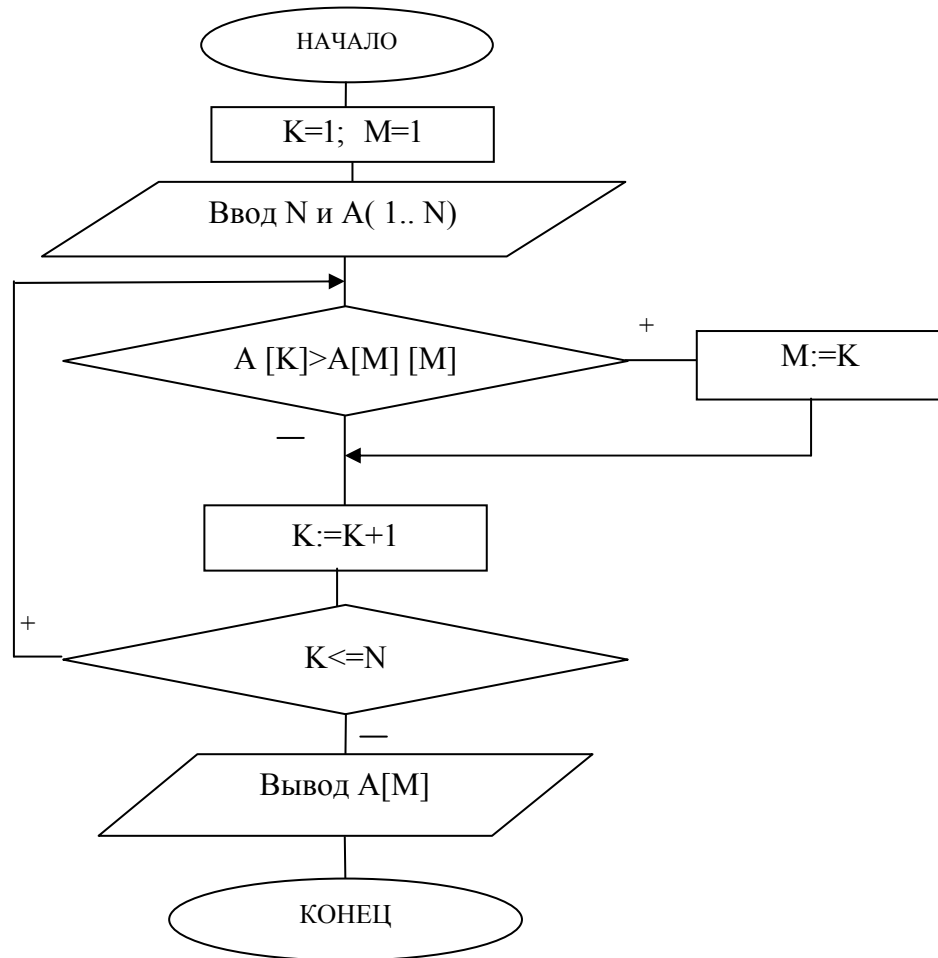 НАЧАЛО
K=1; M=1
Ввод N и A( 1.. N)
A [K]>A[M] [M]
+
M:=K
—
K:=K+1
+
K<=N
—
Вывод A[M]
КОНЕЦ